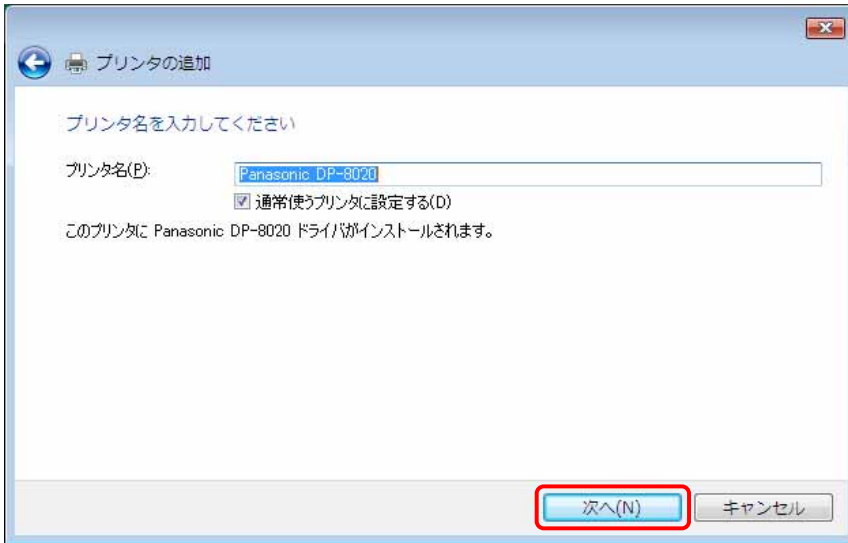 プリンタの追加
プリンタ名を入力してください
プリンタ名(P): Panasonic DP-8020
通常使うプリンタに設定する(D)
このプリンタに Panasonic DP-8020 ドライバがインストールされます。
次へ(N) キャンセル